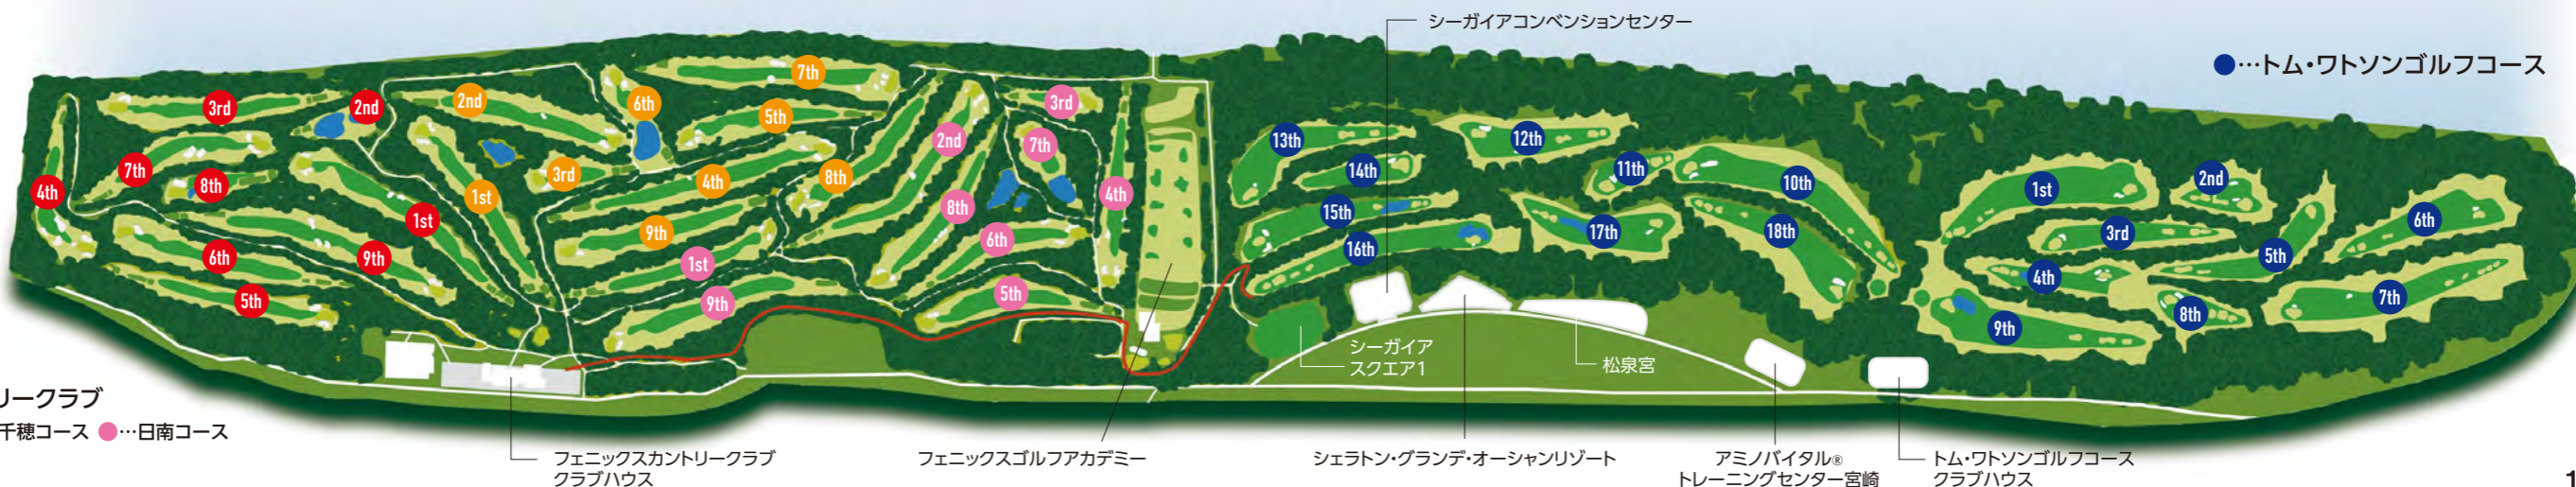 シーガイアコンベンションセンター
●…トム・ワトソンゴルフコース
3rd
2nd
4th
7th
8th
6th
5th
9th
1st
2nd
6th
7th
5th
3rd
1st
4th
8th
9th
1st
9th
2nd
3rd
7th
4th
8th
6th
5th
13th
12th
14th
11th
10th
15th
16th
17th
18th
1st
2nd
3rd
4th
5th
6th
7th
8th
9th
シーガイア
スクエア1
松泉宮
リークラブ
千穂コース ●…日南コース
フェニックスカントリークラブ
クラブハウス
フェニックスゴルフアカデミー
シェラトン・グランデ・オーシャンリゾート
アミノバイタル®
トレーニングセンター宮崎
トム・ワトソンゴルフコース
クラブハウス
1